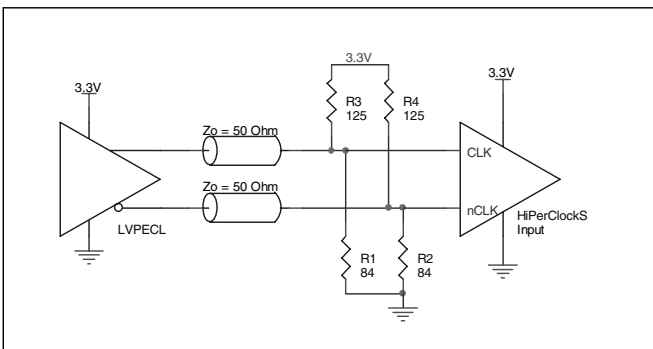 3.3V
3.3V
3.3V
R3
125
R4
125
Zo = 50 Ohm
CLK
Zo = 50 Ohm
nCLK
HiPerClockS
Input
LVPECL
R1
84
R2
84